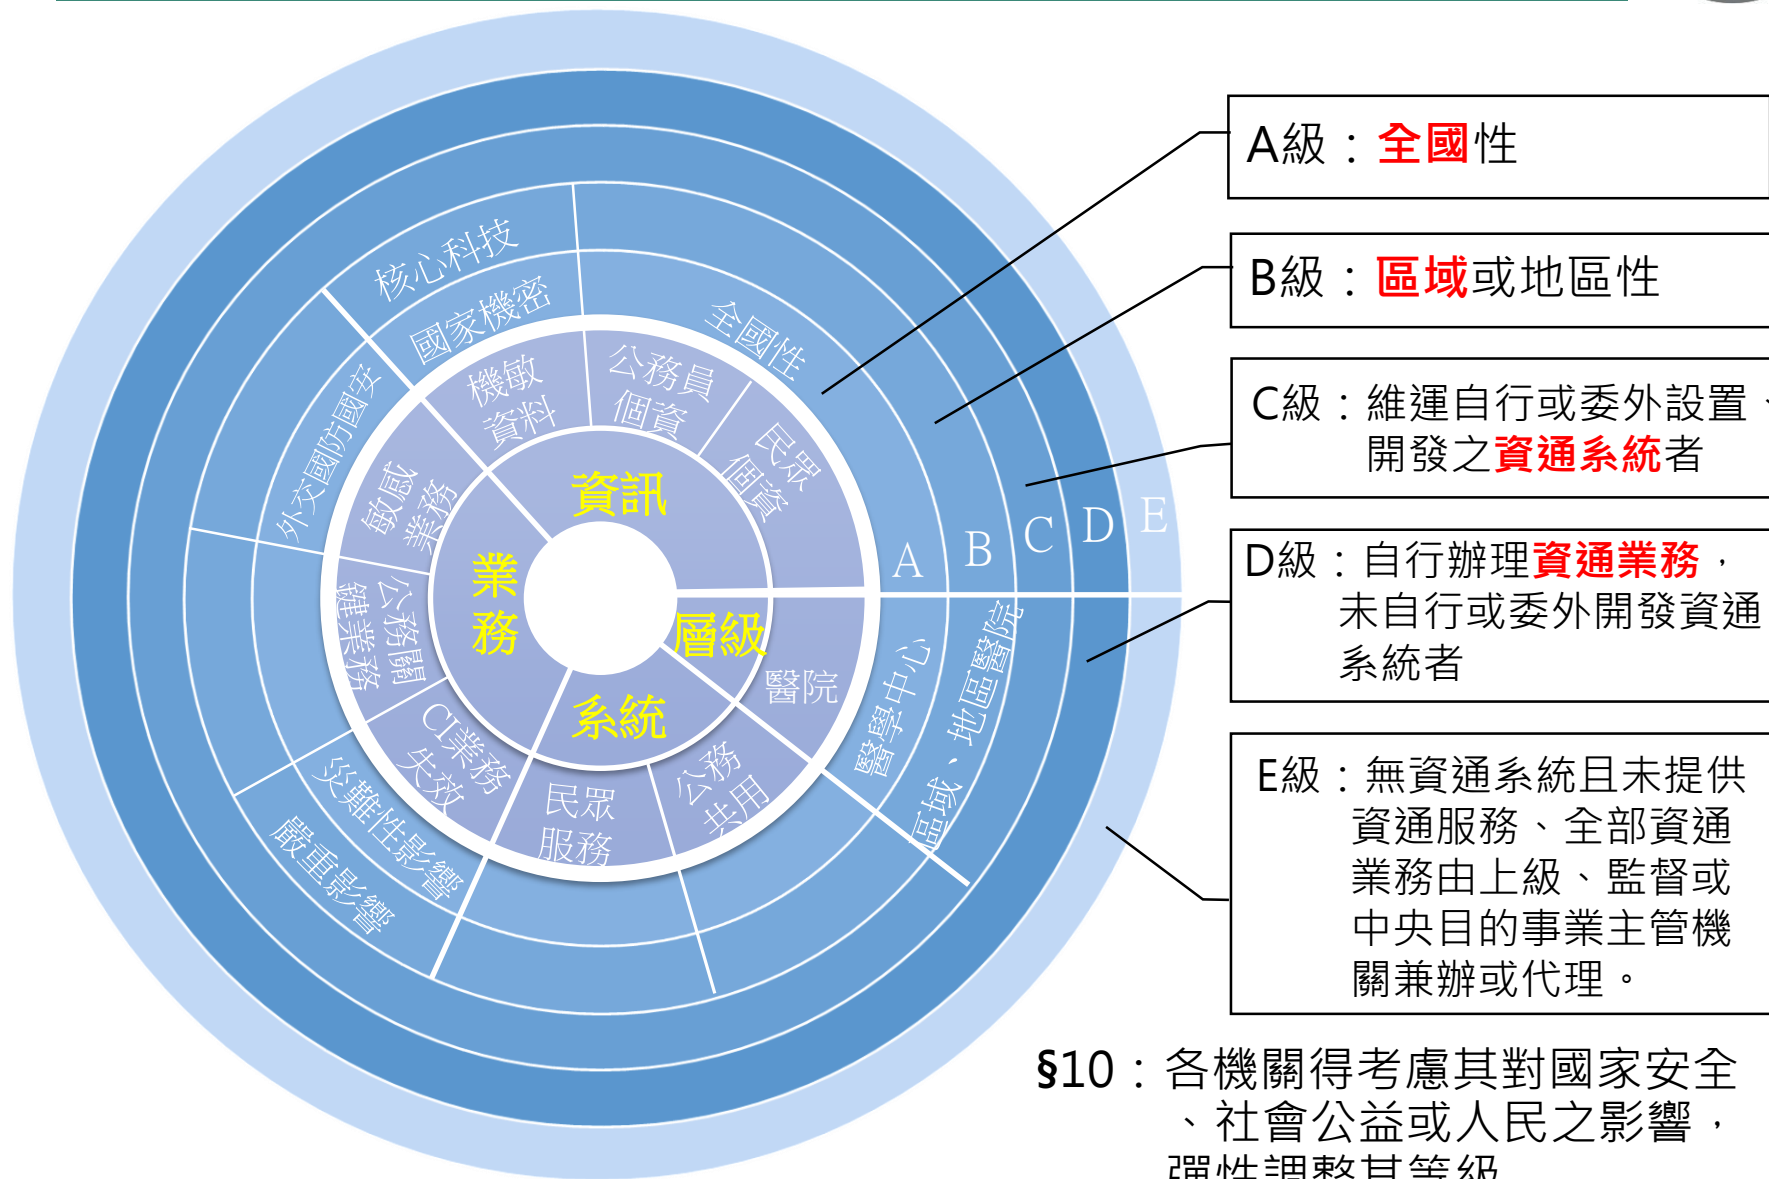 A級：全國性
B級：區域或地區性
C級：維運自行或委外設置、
開發之資通系統者
D級：自行辦理資通業務，
未自行或委外開發資通
系統者
E級：無資通系統且未提供
資通服務、全部資通
業務由上級、監督或
中央目的事業主管機
關兼辦或代理。
§10：各機關得考慮其對國家安全
、社會公益或人民之影響，
彈性調整其等級
資訊
業
務
系統
層級
機敏
資料
公務員
個資
民眾
個資
敏感
業務
公務關
鍵業務
CI業務
失效
民眾
服務
公務
共用
醫院
核心科技
國家機密
全國性
外交國防國安
災難性影響
嚴重影響
醫學中心
區域、地區醫院
A
B
C
D
E